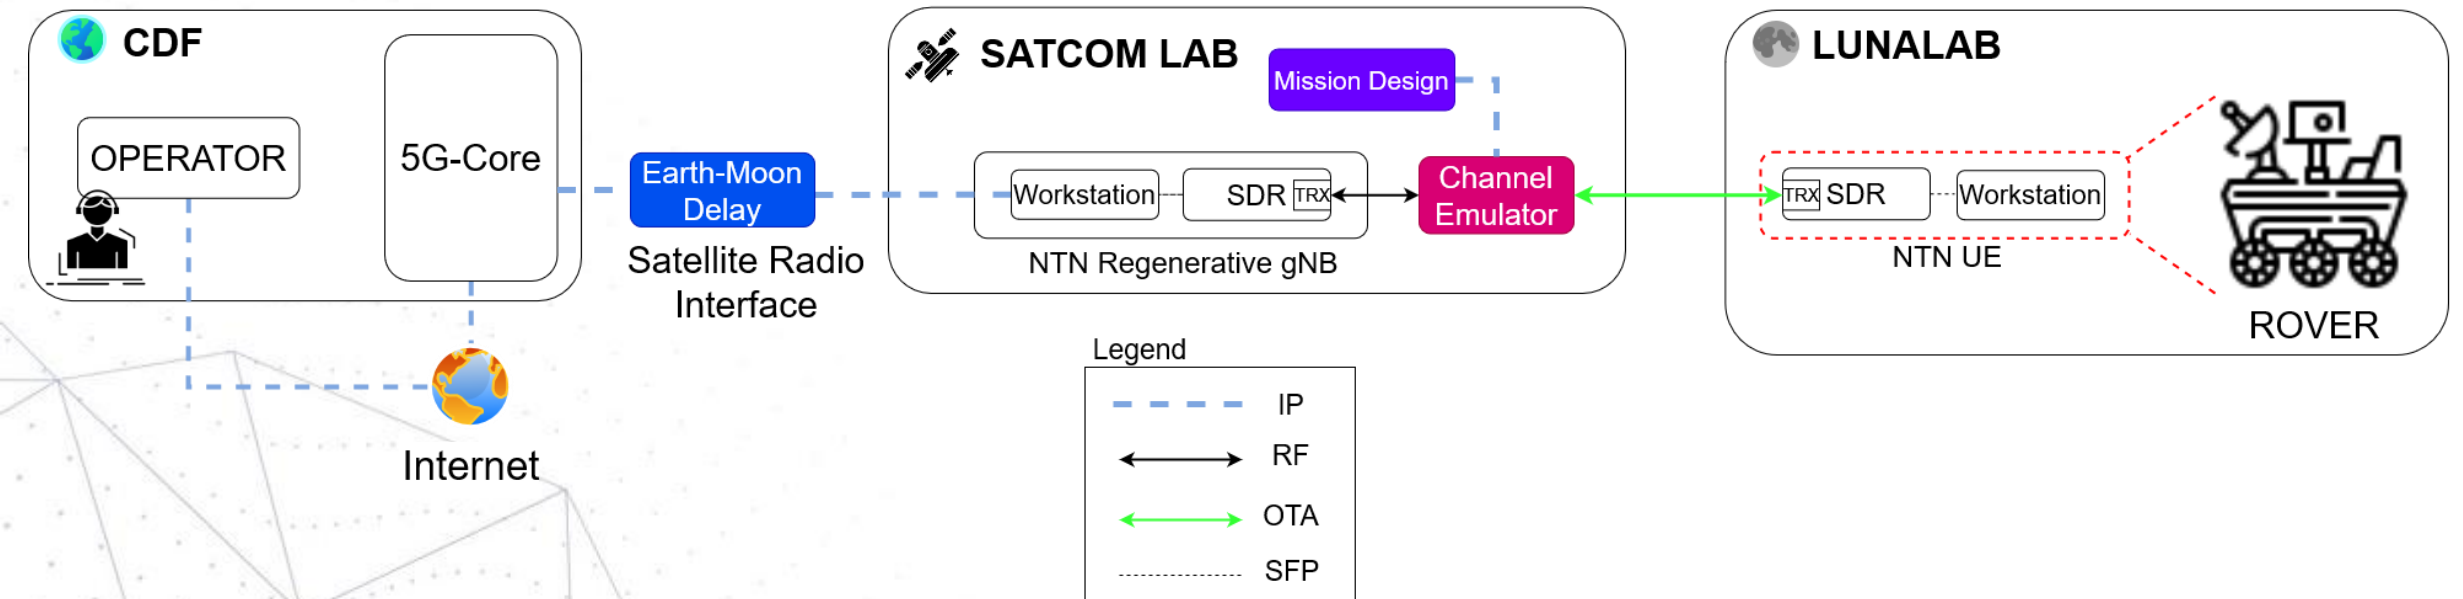 CDF
OPERATOR
5G-Core
Internet
Earth-Moon
Delay
Satellite Radio
Interface
SATCOM LAB
Mission Design
Workstation
SDR
TRX
NTN Regenerative gNB
Channel
Emulator
LUNALAB
TRX
SDR
Workstation
NTN UE
ROVER
Legend
IP
RF
OTA
SFP